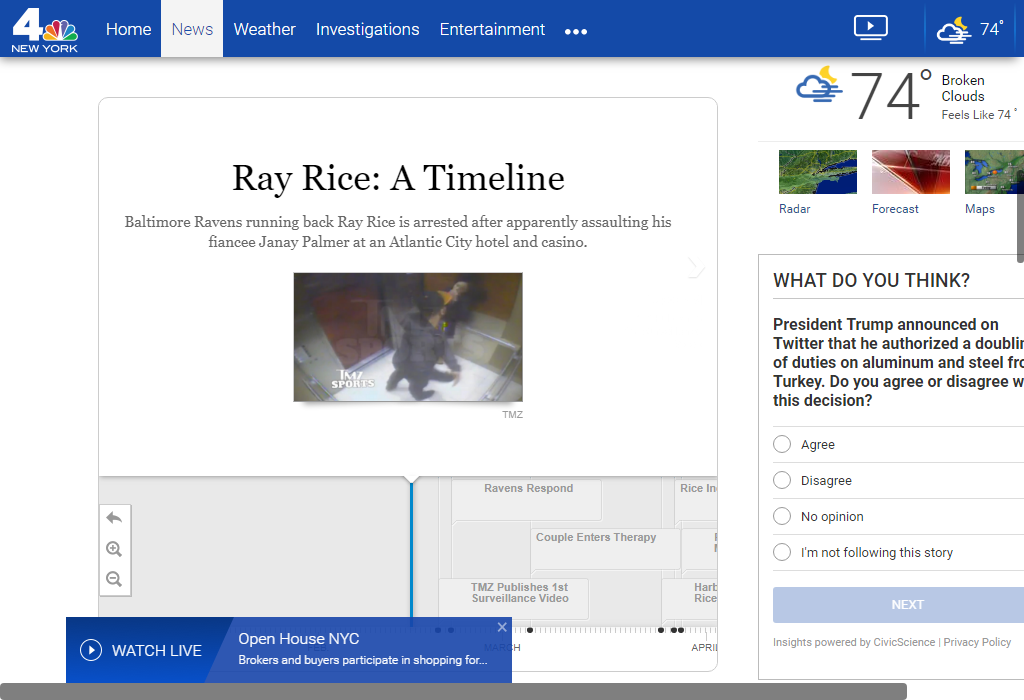 4
NEW YORK
Home
News
Weather
Investigations
Entertainment
74°
74°
Broken
Clouds
Feels Like 74 °
Radar
Forecast
Maps
Ray Rice: A Timeline
Baltimore Ravens running back Ray Rice is arrested after apparently assaulting his
fiancee Janay Palmer at an Atlantic City hotel and casino.
TMZ
SPORTS
TMZ
Ravens Respond
Couple Enters Therapy
TMZ Publishes 1st
Surveillance Video
Rice In
Harb
Rice
MARCH
APRIL
WATCH LIVE
Open House NYC
Brokers and buyers participate in shopping for...
WHAT DO YOU THINK?
President Trump announced on
Twitter that he authorized a doublin
of duties on aluminum and steel fro
Turkey. Do you agree or disagree w
this decision?
Agree
Disagree
No opinion
I'm not following this story
NEXT
Insights powered by CivicScience | Privacy Policy